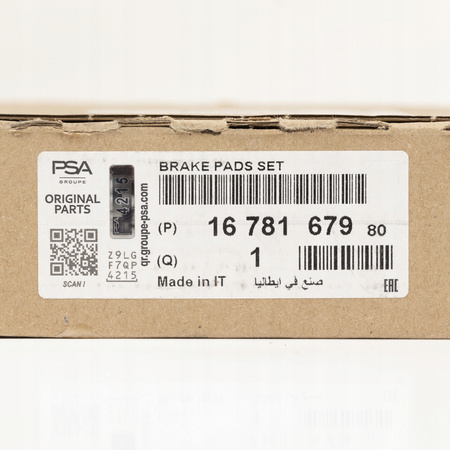 PSA
GROUPE
ORIGINAL
PARTS
SCAN !
PSA 4215
Z9LG
F7QP
4215
qr.groupe-psa.com
BRAKE PADS SET
(P) 16 781 679 80
(Q) 1
Made in IT صنع في ايطاليا
EAC